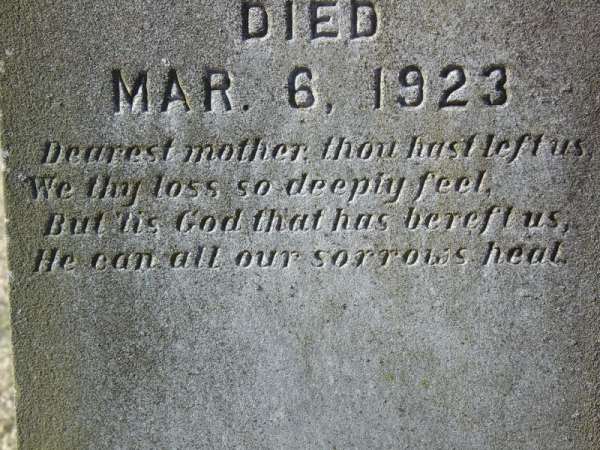 DIED
MAR. 6, 1923
Dearest mother, thou hast left us,
We thy loss so deeply feel,
But 'tis God that has bereft us,
He can all our sorrows heal.